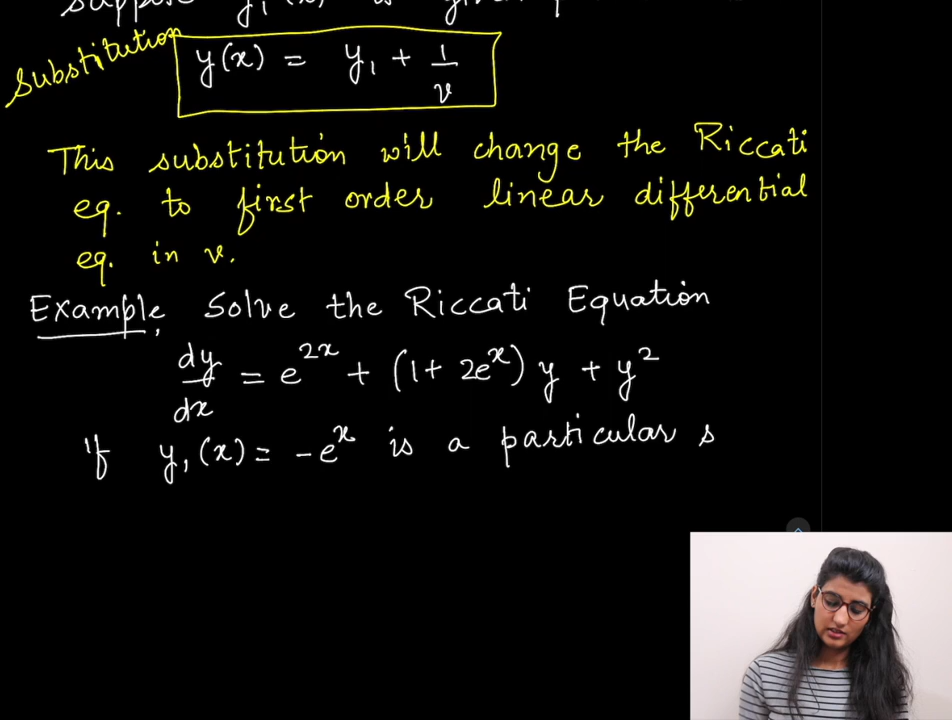 Substitution
y(x) = y₁ + 1/v
This substitution will change the Riccati
eq. to first order linear differential
eq. in v.
Example, Solve the Riccati Equation
dy/dx = e^{2x} + (1 + 2e^x) y + y²
If y₁(x) = -e^x is a particular s